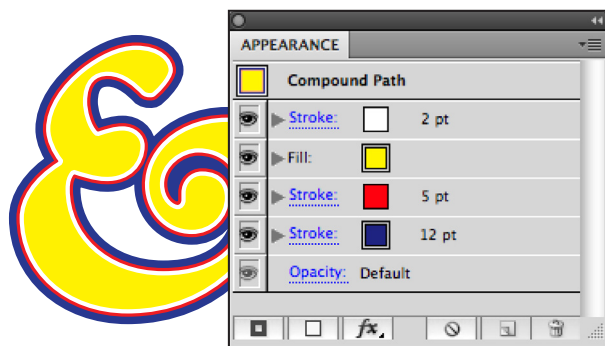 &
APPEARANCE
Compound Path
Stroke: 2 pt
Fill:
Stroke: 5 pt
Stroke: 12 pt
Opacity: Default
fx